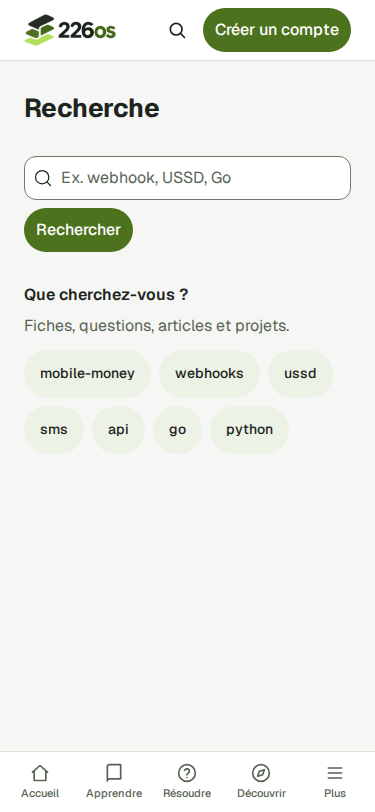 226os
Créer un compte
Recherche
Ex. webhook, USSD, Go
Rechercher
Que cherchez-vous ?
Fiches, questions, articles et projets.
mobile-money webhooks ussd
sms api go python
Accueil Apprendre Résoudre Découvrir Plus